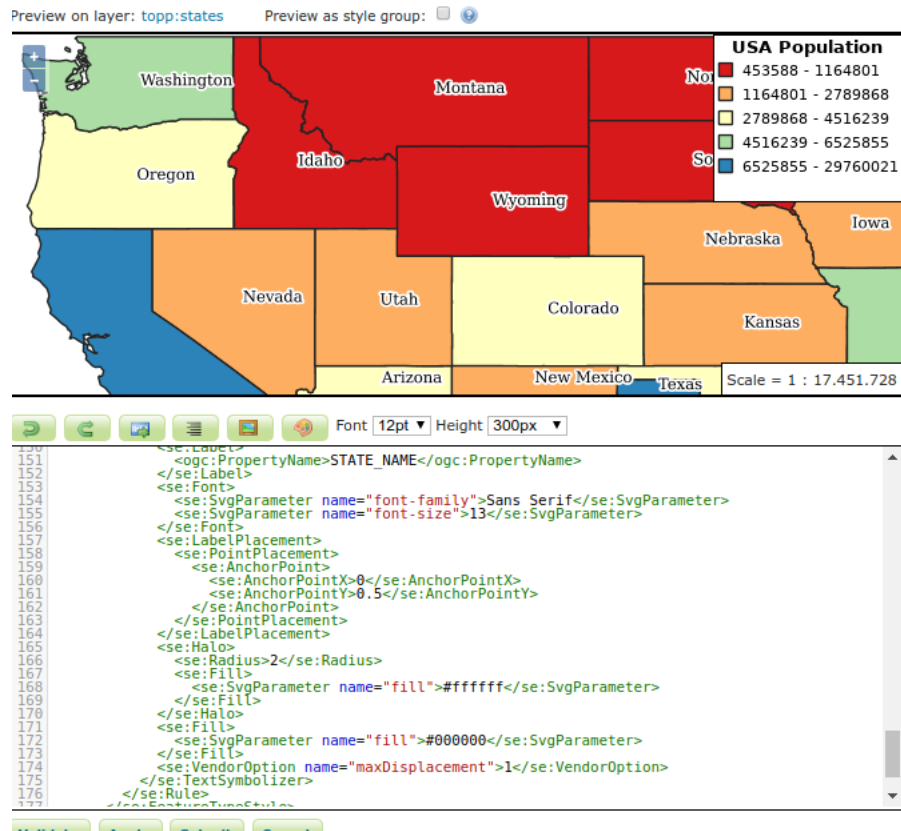 Preview on layer: topp:states Preview as style group:
+
-
USA Population
453588 - 1164801
1164801 - 2789868
2789868 - 4516239
4516239 - 6525855
6525855 - 29760021
Washington
Montana
Nor
Idaho
So
Oregon
Wyoming
Iowa
Nebraska
Nevada
Utah
Colorado
Kansas
Arizona
New Mexico
Texas
Scale = 1 : 17.451.728
Font 12pt Height 300px
150 <se:Label>
151 <ogc:PropertyName>STATE_NAME</ogc:PropertyName>
152 </se:Label>
153 <se:Font>
154 <se:SvgParameter name="font-family">Sans Serif</se:SvgParameter>
155 <se:SvgParameter name="font-size">13</se:SvgParameter>
156 </se:Font>
157 <se:LabelPlacement>
158 <se:PointPlacement>
159 <se:AnchorPoint>
160 <se:AnchorPointX>0</se:AnchorPointX>
161 <se:AnchorPointY>0.5</se:AnchorPointY>
162 </se:AnchorPoint>
163 </se:PointPlacement>
164 </se:LabelPlacement>
165 <se:Halo>
166 <se:Radius>2</se:Radius>
167 <se:Fill>
168 <se:SvgParameter name="fill">#ffffff</se:SvgParameter>
169 </se:Fill>
170 </se:Halo>
171 <se:Fill>
172 <se:SvgParameter name="fill">#000000</se:SvgParameter>
173 </se:Fill>
174 <se:VendorOption name="maxDisplacement">1</se:VendorOption>
175 </se:TextSymbolizer>
176 </se:Rule>
177 </se:FeatureTypeStyle>